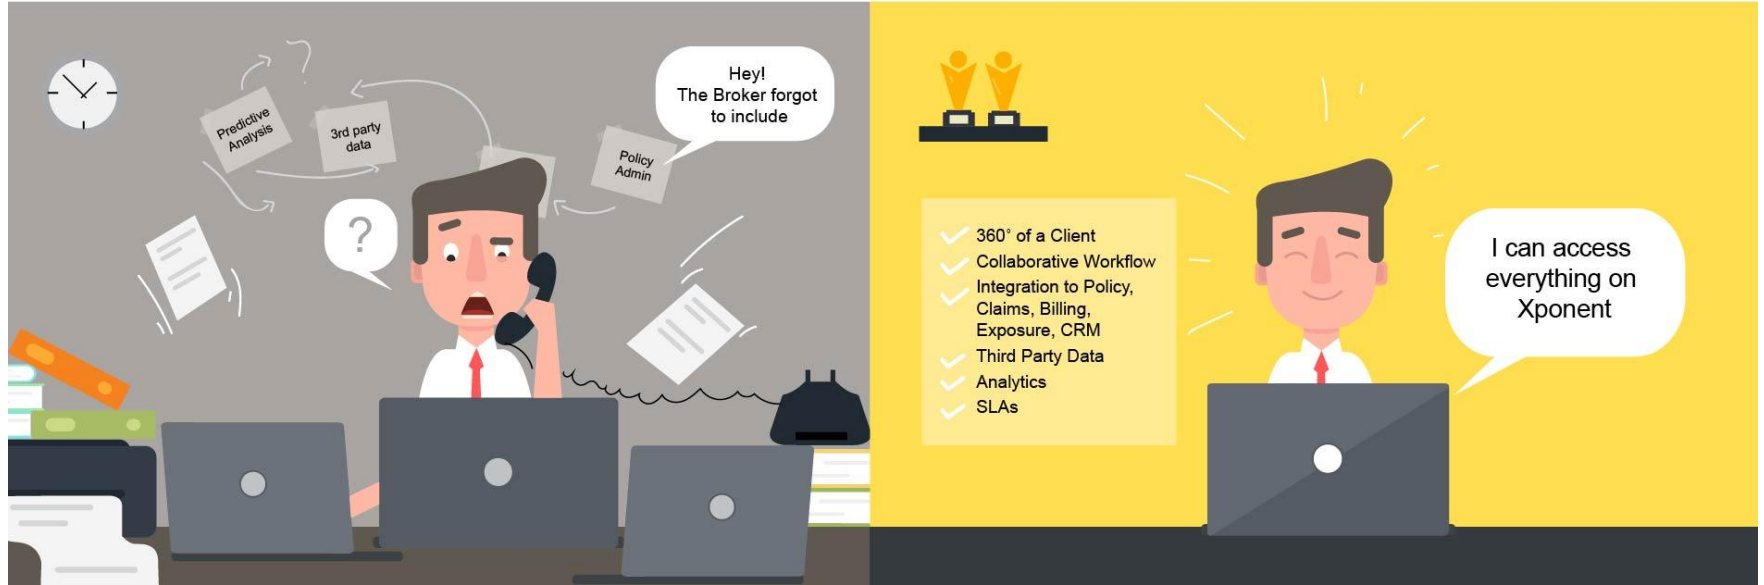 Predictive
Analysis
3rd party
data
Policy
Admin
Hey!
The Broker forgot
to include
?
?
360° of a Client
Collaborative Workflow
Integration to Policy,
Claims, Billing,
Exposure, CRM
Third Party Data
Analytics
SLAs
I can access
everything on
Xponent